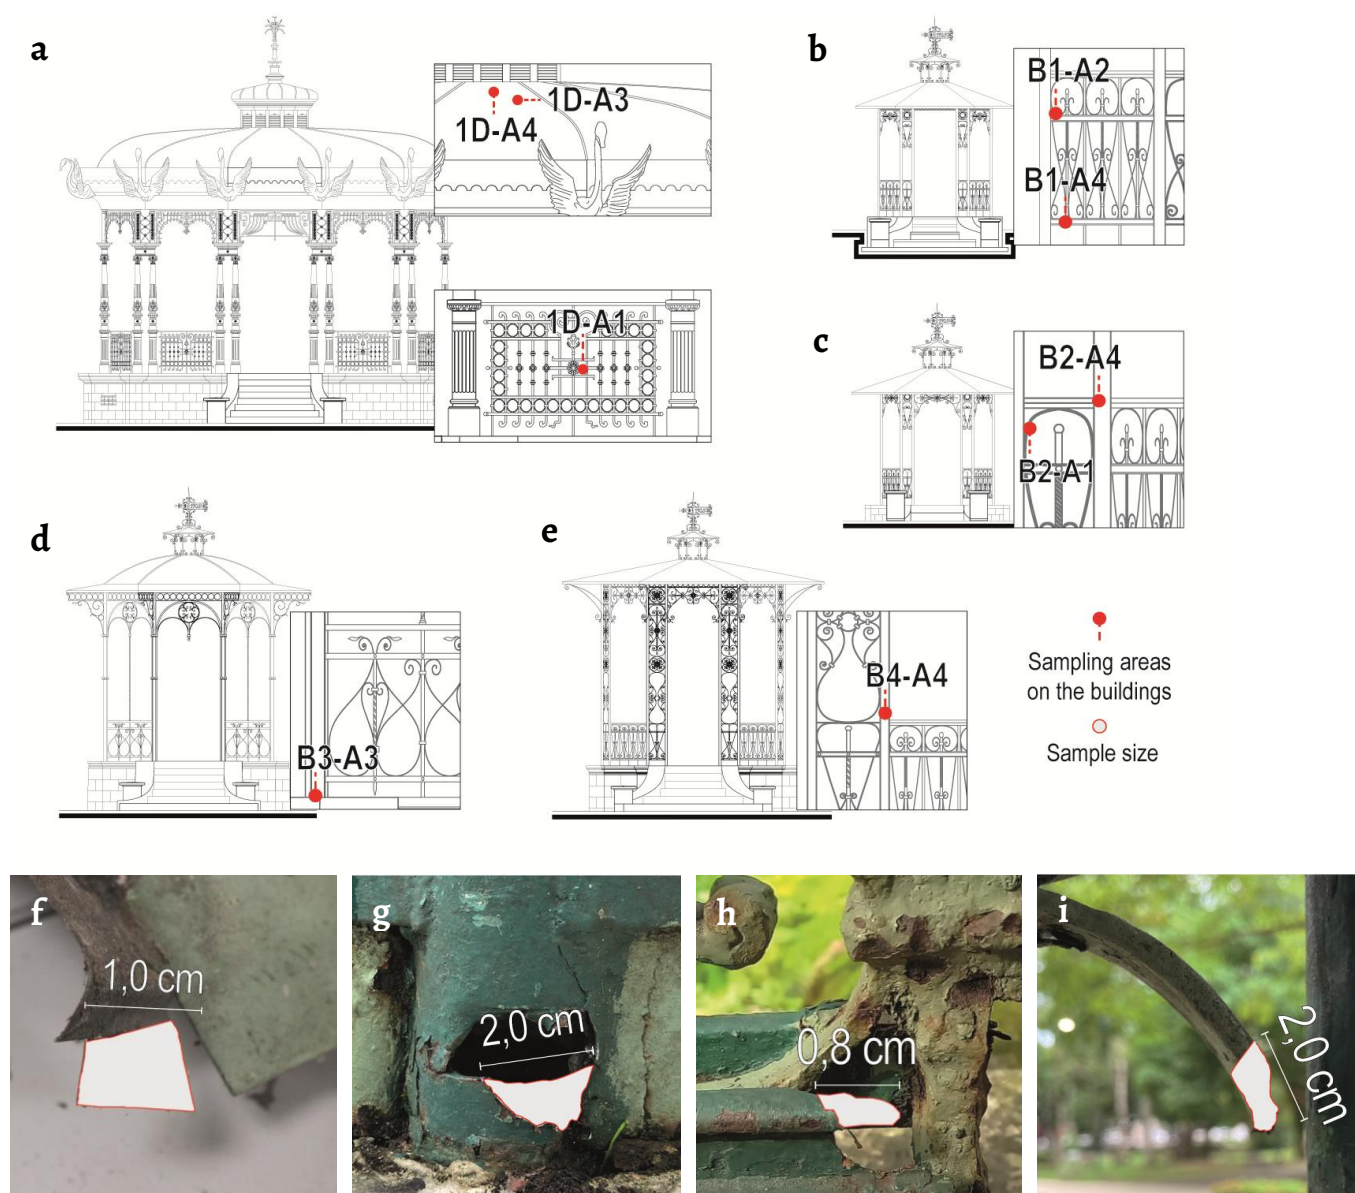 a
1D-A3
1D-A4
1D-A1
b
B1-A2
B1-A4
c
B2-A4
B2-A1
d
B3-A3
e
B4-A4
Sampling areas
on the buildings
Sample size
f
1,0 cm
g
2,0 cm
h
0,8 cm
i
2,0 cm